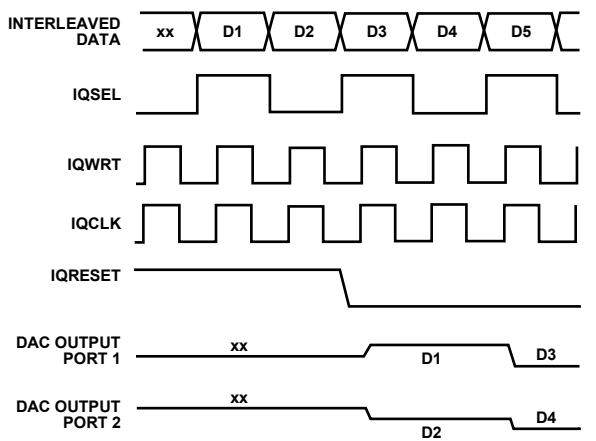 INTERLEAVED
DATA
xx D1 D2 D3 D4 D5
IQSEL
IQWRT
IQCLK
IQRESET
DAC OUTPUT
PORT 1
xx
D1
D3
DAC OUTPUT
PORT 2
xx
D2
D4